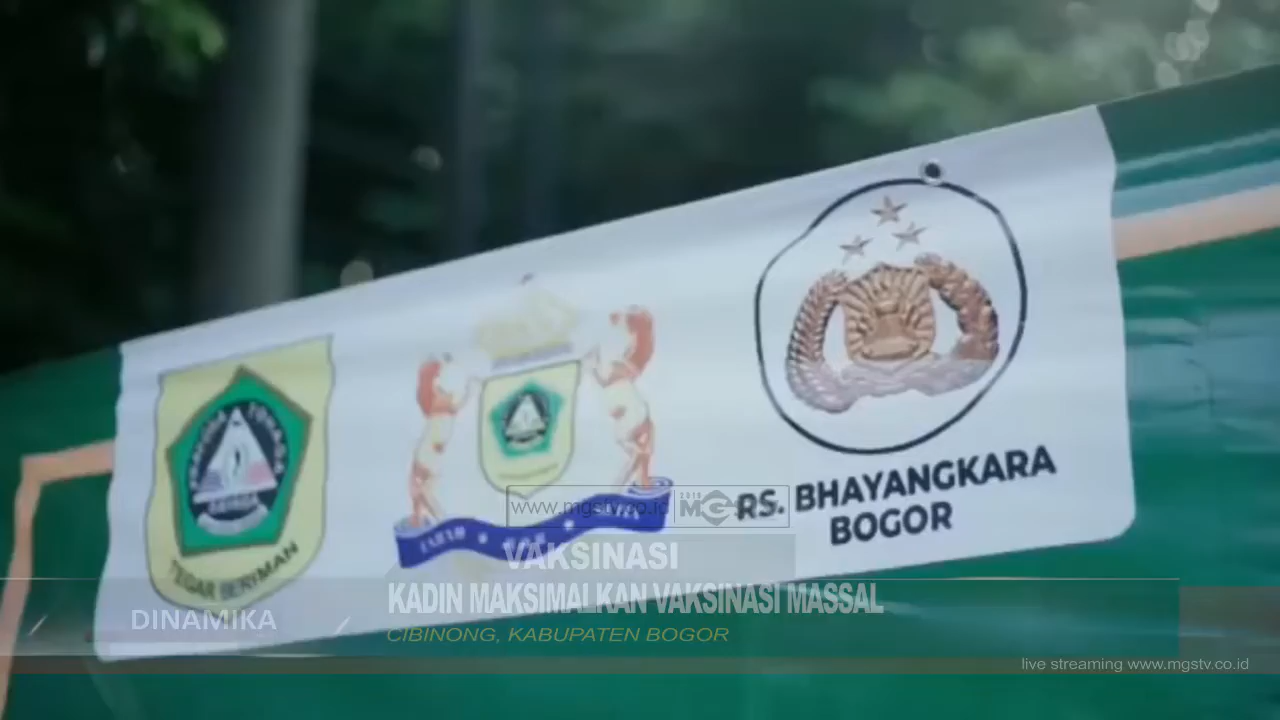 TEGAR BERIMAN
RS. BHAYANGKARA
BOGOR
www.mgstv.co.id
VAKSINASI
KADIN MAKSIMALKAN VAKSINASI MASSAL
DINAMIKA
CIBINONG, KABUPATEN BOGOR
live streaming www.mgstv.co.id